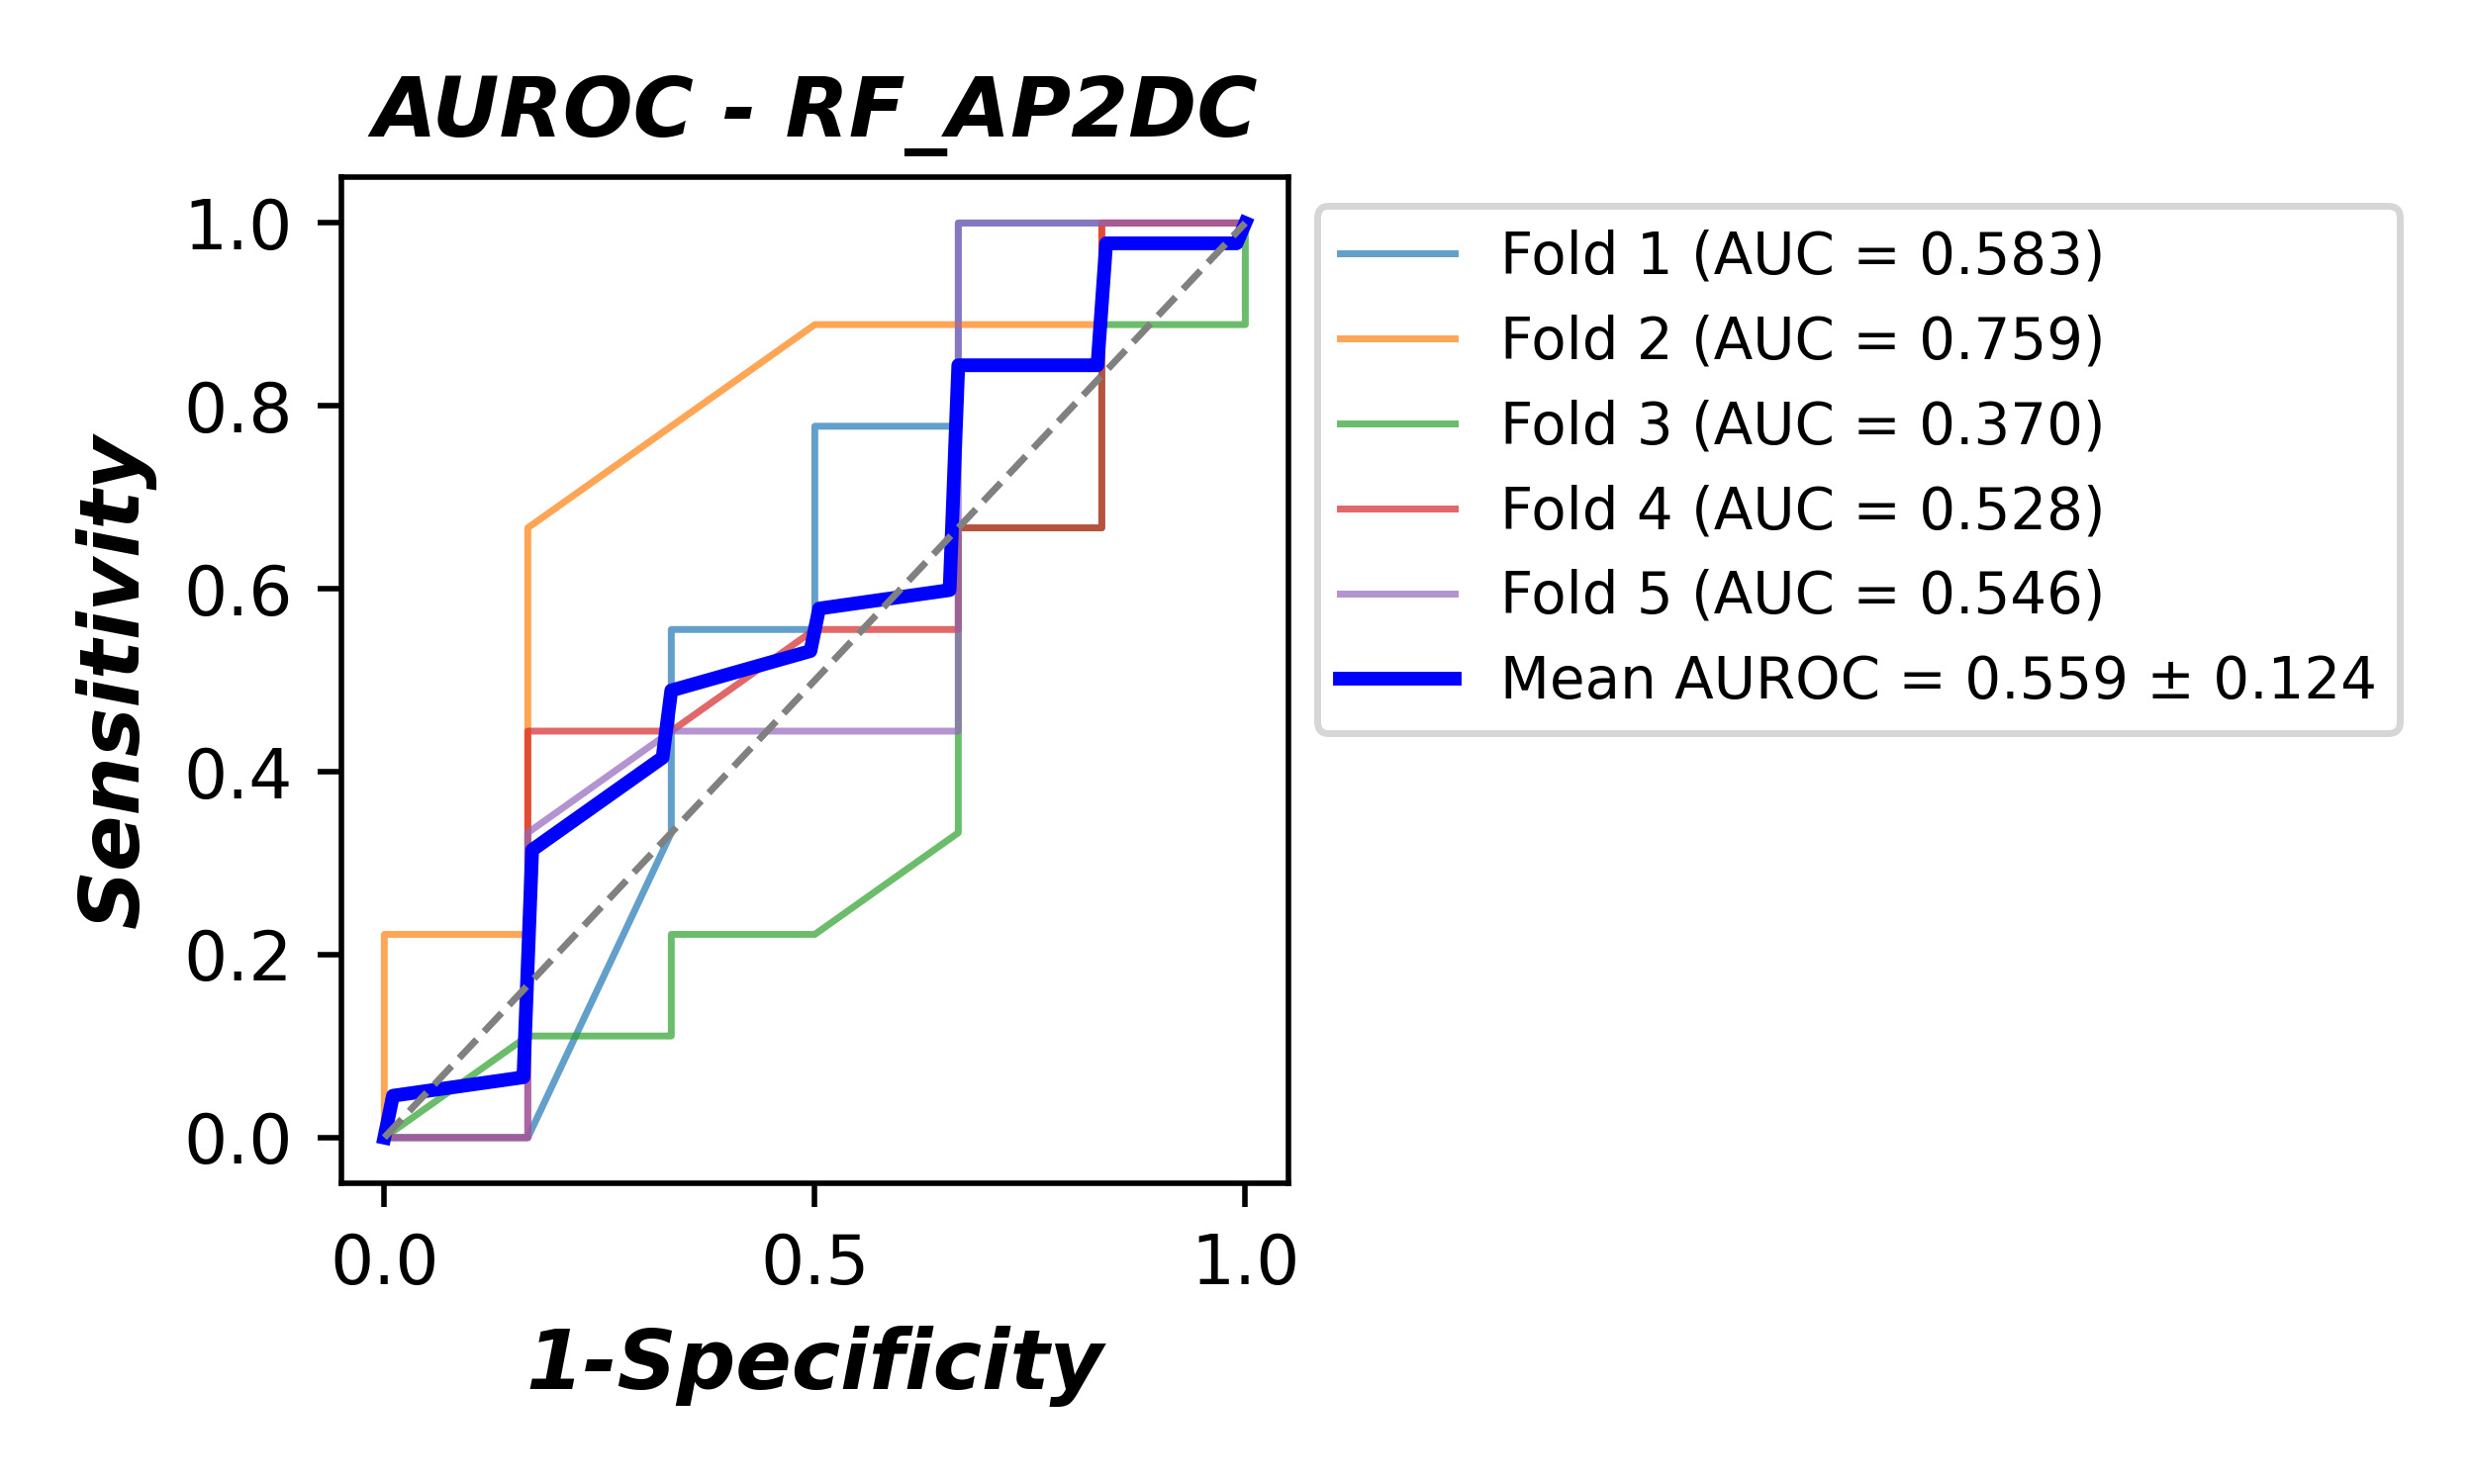 AUROC - RF_AP2DC
Sensitivity
1.0
0.8
0.6
0.4
0.2
0.0
0.0 0.5 1.0
1-Specificity
Fold 1 (AUC = 0.583)
Fold 2 (AUC = 0.759)
Fold 3 (AUC = 0.370)
Fold 4 (AUC = 0.528)
Fold 5 (AUC = 0.546)
Mean AUROC = 0.559 ± 0.124